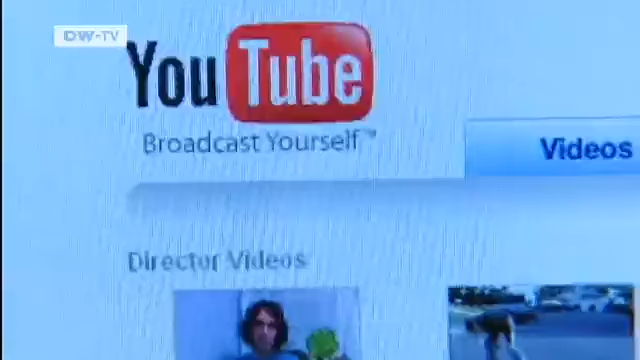 DW-TV
YouTube
Broadcast Yourself™
Videos
Director Videos